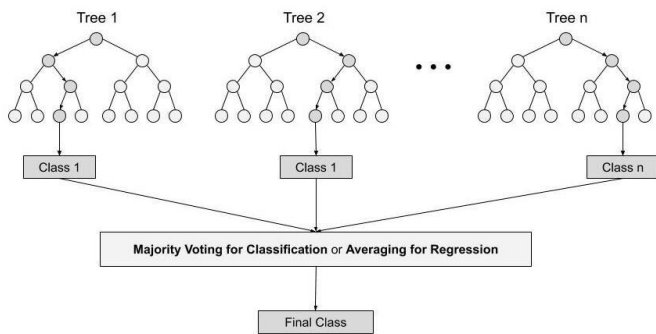 Tree 1
Tree 2
Tree n
Class 1
Class 1
Class n
Majority Voting for Classification or Averaging for Regression
Final Class